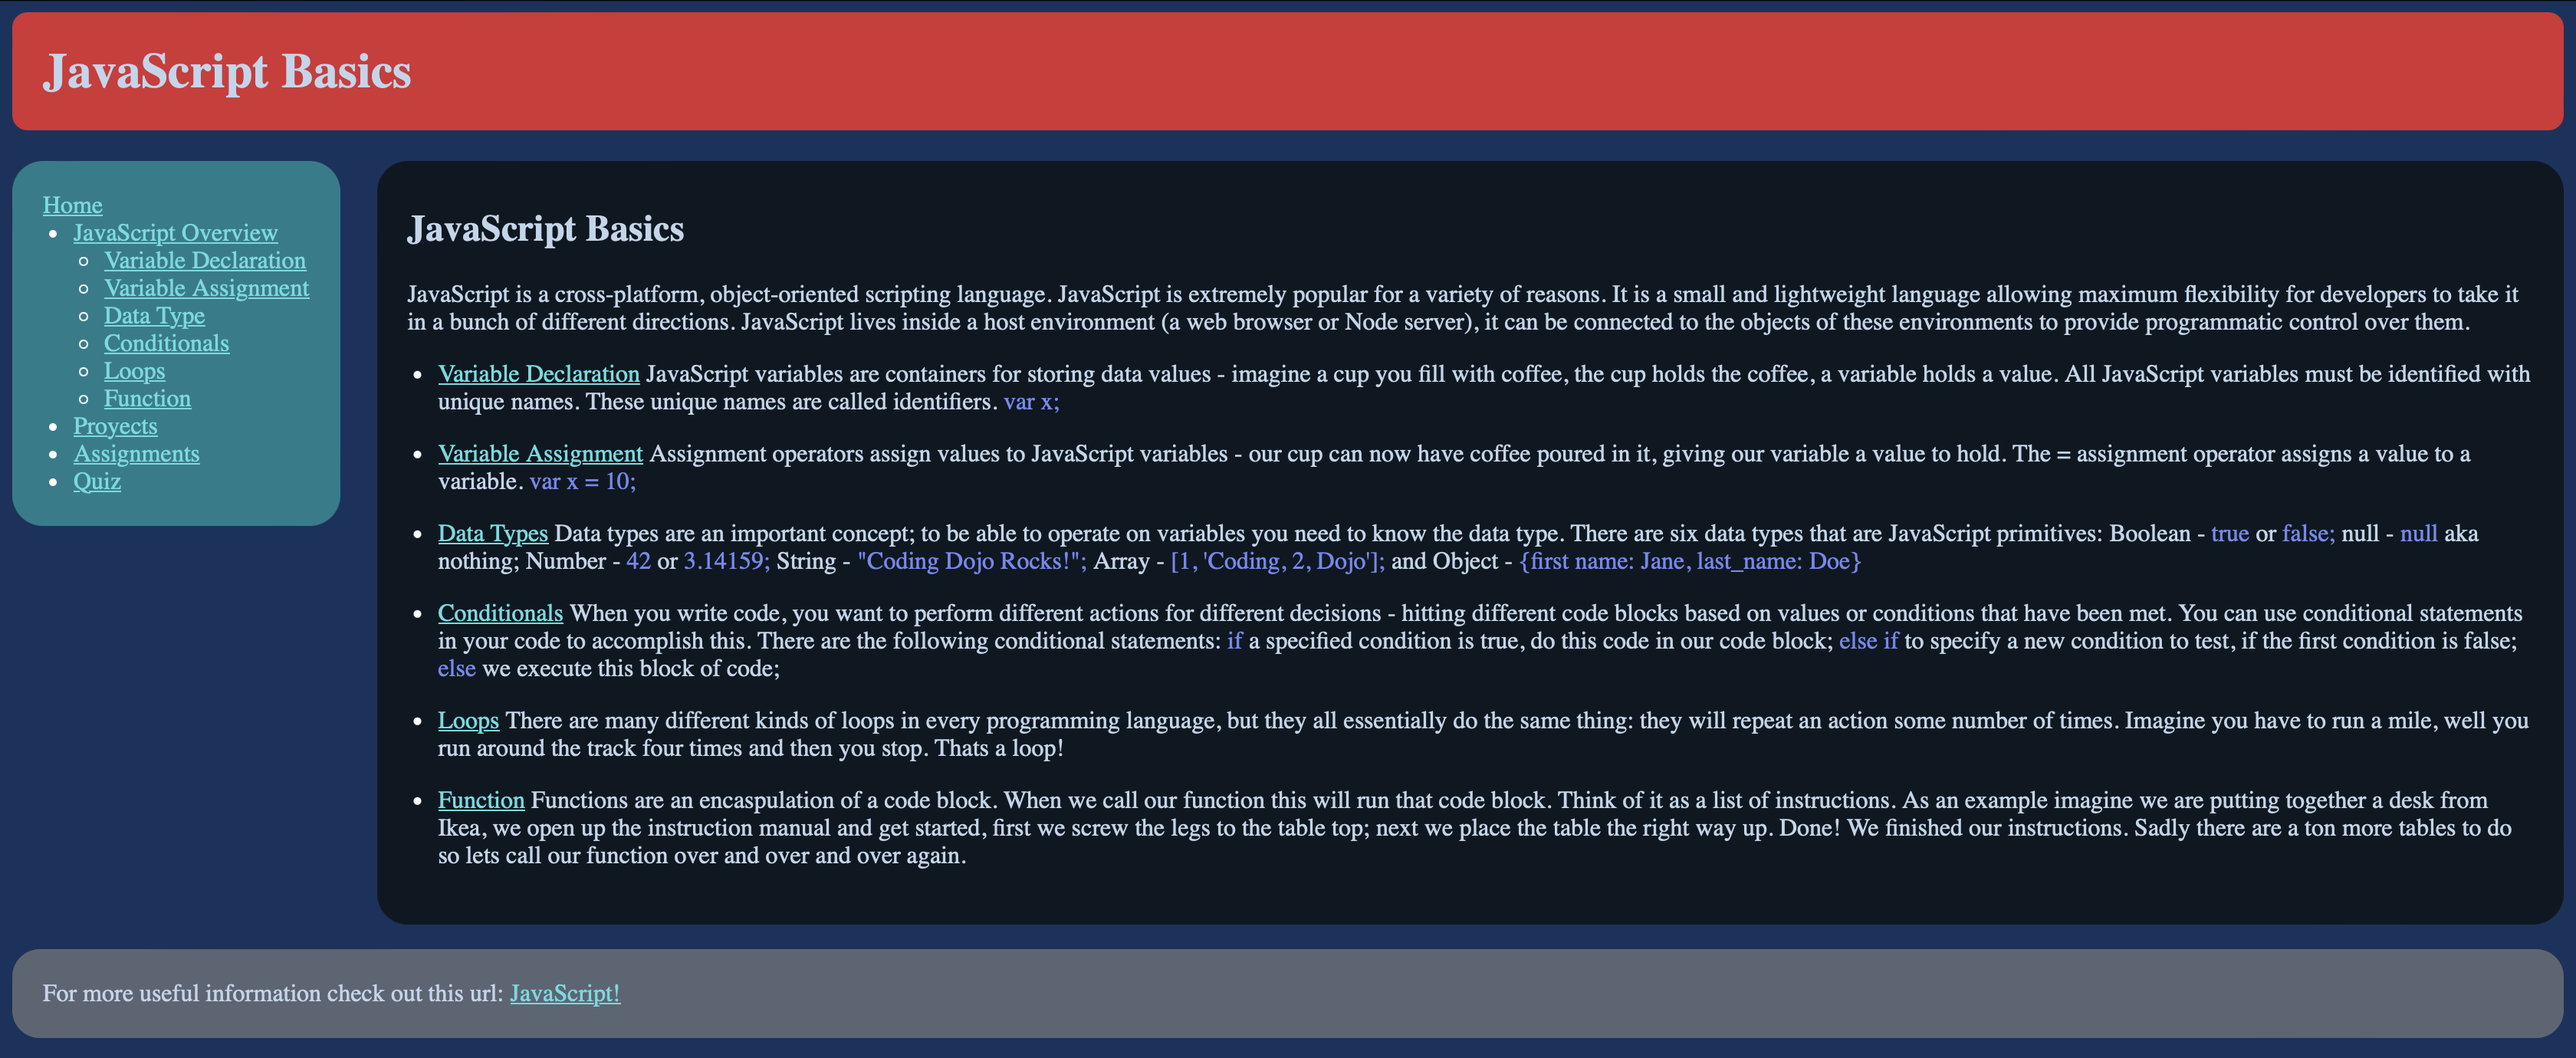 JavaScript Basics
Home
JavaScript Overview
Variable Declaration
Variable Assignment
Data Type
Conditionals
Loops
Function
Proyects
Assignments
Quiz
JavaScript Basics
JavaScript is a cross-platform, object-oriented scripting language. JavaScript is extremely popular for a variety of reasons. It is a small and lightweight language allowing maximum flexibility for developers to take it
in a bunch of different directions. JavaScript lives inside a host environment (a web browser or Node server), it can be connected to the objects of these environments to provide programmatic control over them.
Variable Declaration JavaScript variables are containers for storing data values - imagine a cup you fill with coffee, the cup holds the coffee, a variable holds a value. All JavaScript variables must be identified with
unique names. These unique names are called identifiers. var x;
Variable Assignment Assignment operators assign values to JavaScript variables - our cup can now have coffee poured in it, giving our variable a value to hold. The = assignment operator assigns a value to a
variable. var x = 10;
Data Types Data types are an important concept; to be able to operate on variables you need to know the data type. There are six data types that are JavaScript primitives: Boolean - true or false; null - null aka
nothing; Number - 42 or 3.14159; String - "Coding Dojo Rocks!"; Array - [1, 'Coding, 2, Dojo']; and Object - {first name: Jane, last_name: Doe}
Conditionals When you write code, you want to perform different actions for different decisions - hitting different code blocks based on values or conditions that have been met. You can use conditional statements
in your code to accomplish this. There are the following conditional statements: if a specified condition is true, do this code in our code block; else if to specify a new condition to test, if the first condition is false;
else we execute this block of code;
Loops There are many different kinds of loops in every programming language, but they all essentially do the same thing: they will repeat an action some number of times. Imagine you have to run a mile, well you
run around the track four times and then you stop. Thats a loop!
Function Functions are an encaspulation of a code block. When we call our function this will run that code block. Think of it as a list of instructions. As an example imagine we are putting together a desk from
Ikea, we open up the instruction manual and get started, first we screw the legs to the table top; next we place the table the right way up. Done! We finished our instructions. Sadly there are a ton more tables to do
so lets call our function over and over and over again.
For more useful information check out this url: JavaScript!